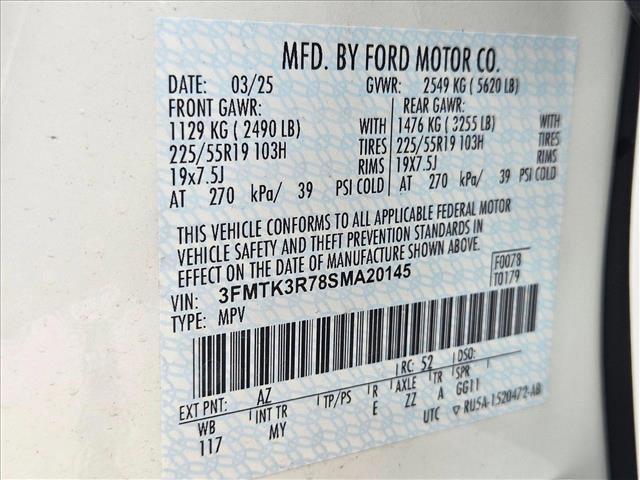 MFD. BY FORD MOTOR CO.
DATE: 03/25 GVWR: 2549 KG ( 5620 LB)
FRONT GAWR: REAR GAWR:
1129 KG ( 2490 LB) 1476 KG ( 3255 LB) WITH
225/55R19 103H 225/55R19 103H TIRES
19x7.5J 19X7.5J RIMS
AT 270 kPa/ 39 PSI COLD AT 270 kPa/ 39 PSI COLD
WITH
TIRES
RIMS
THIS VEHICLE CONFORMS TO ALL APPLICABLE FEDERAL MOTOR
VEHICLE SAFETY AND THEFT PREVENTION STANDARDS IN
EFFECT ON THE DATE OF MANUFACTURE SHOWN ABOVE.
VIN: 3FMTK3R78SMA20145
F0078
T0179
TYPE: MPV
EXT PNT: AZ RC: 52 DSO:
WB INT TR TP/PS R AXLE TR SPR
117 MY E ZZ A GG11
UTC ▽ RU5A-1520472-AB